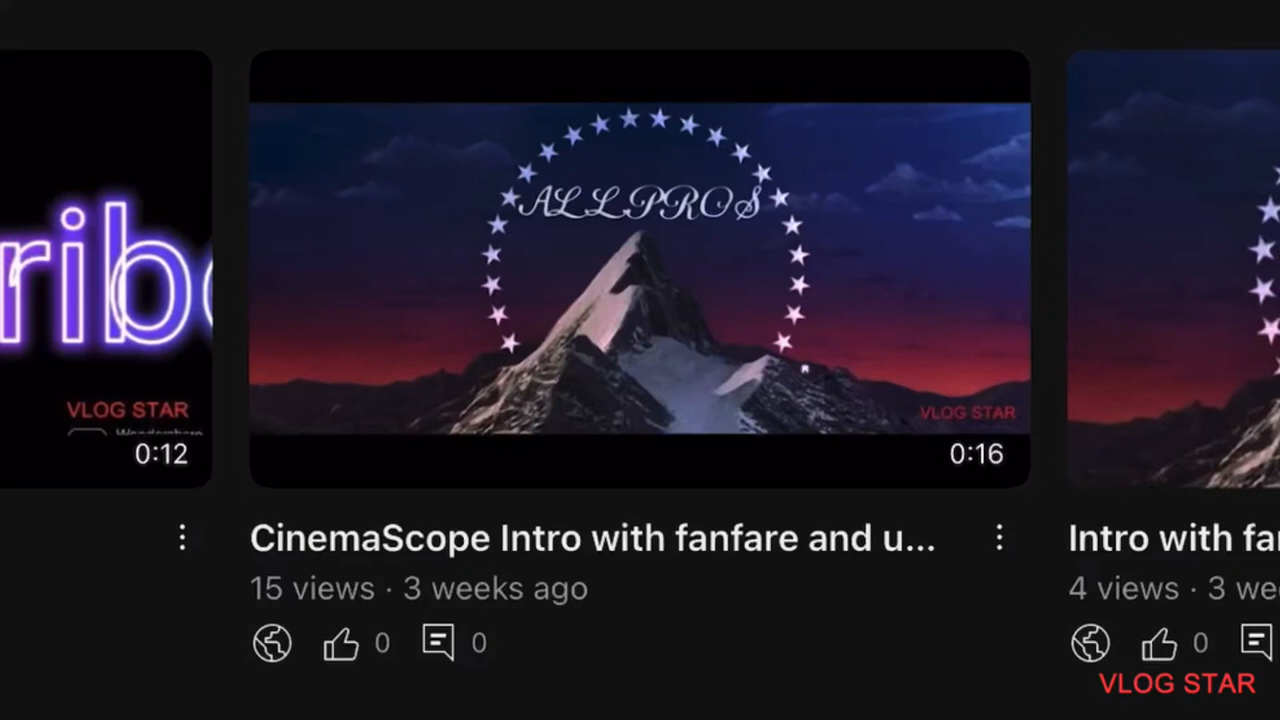 ribe
VLOG STAR
Wondershare
0:12
ALLPROS
VLOG STAR
0:16
CinemaScope Intro with fanfare and u...
15 views · 3 weeks ago
0
0
Intro with fa
4 views · 3 we
0
VLOG STAR